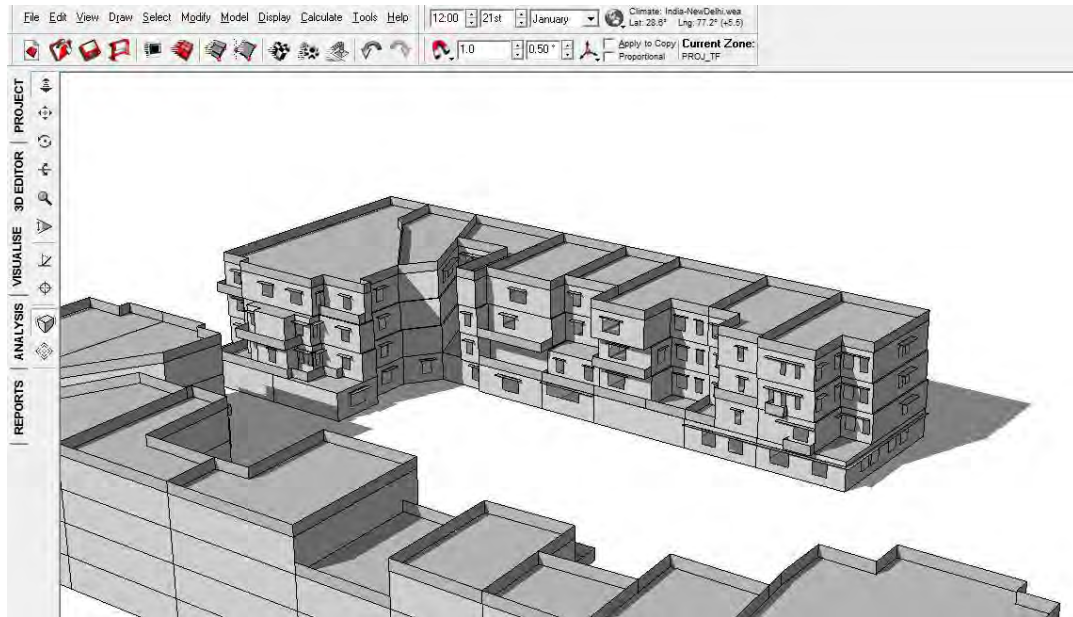 File Edit View Draw Select Modify Model Display Calculate Tools Help
12:00 21st January
Climate: India-NewDelhi.wea
Lat: 28.6° Lng: 77.2° (+5.5)
1.0 0.50 °
Apply to Copy
Proportional
Current Zone:
PROJ_TF
PROJECT
3D EDITOR
VISUALISE
ANALYSIS
REPORTS